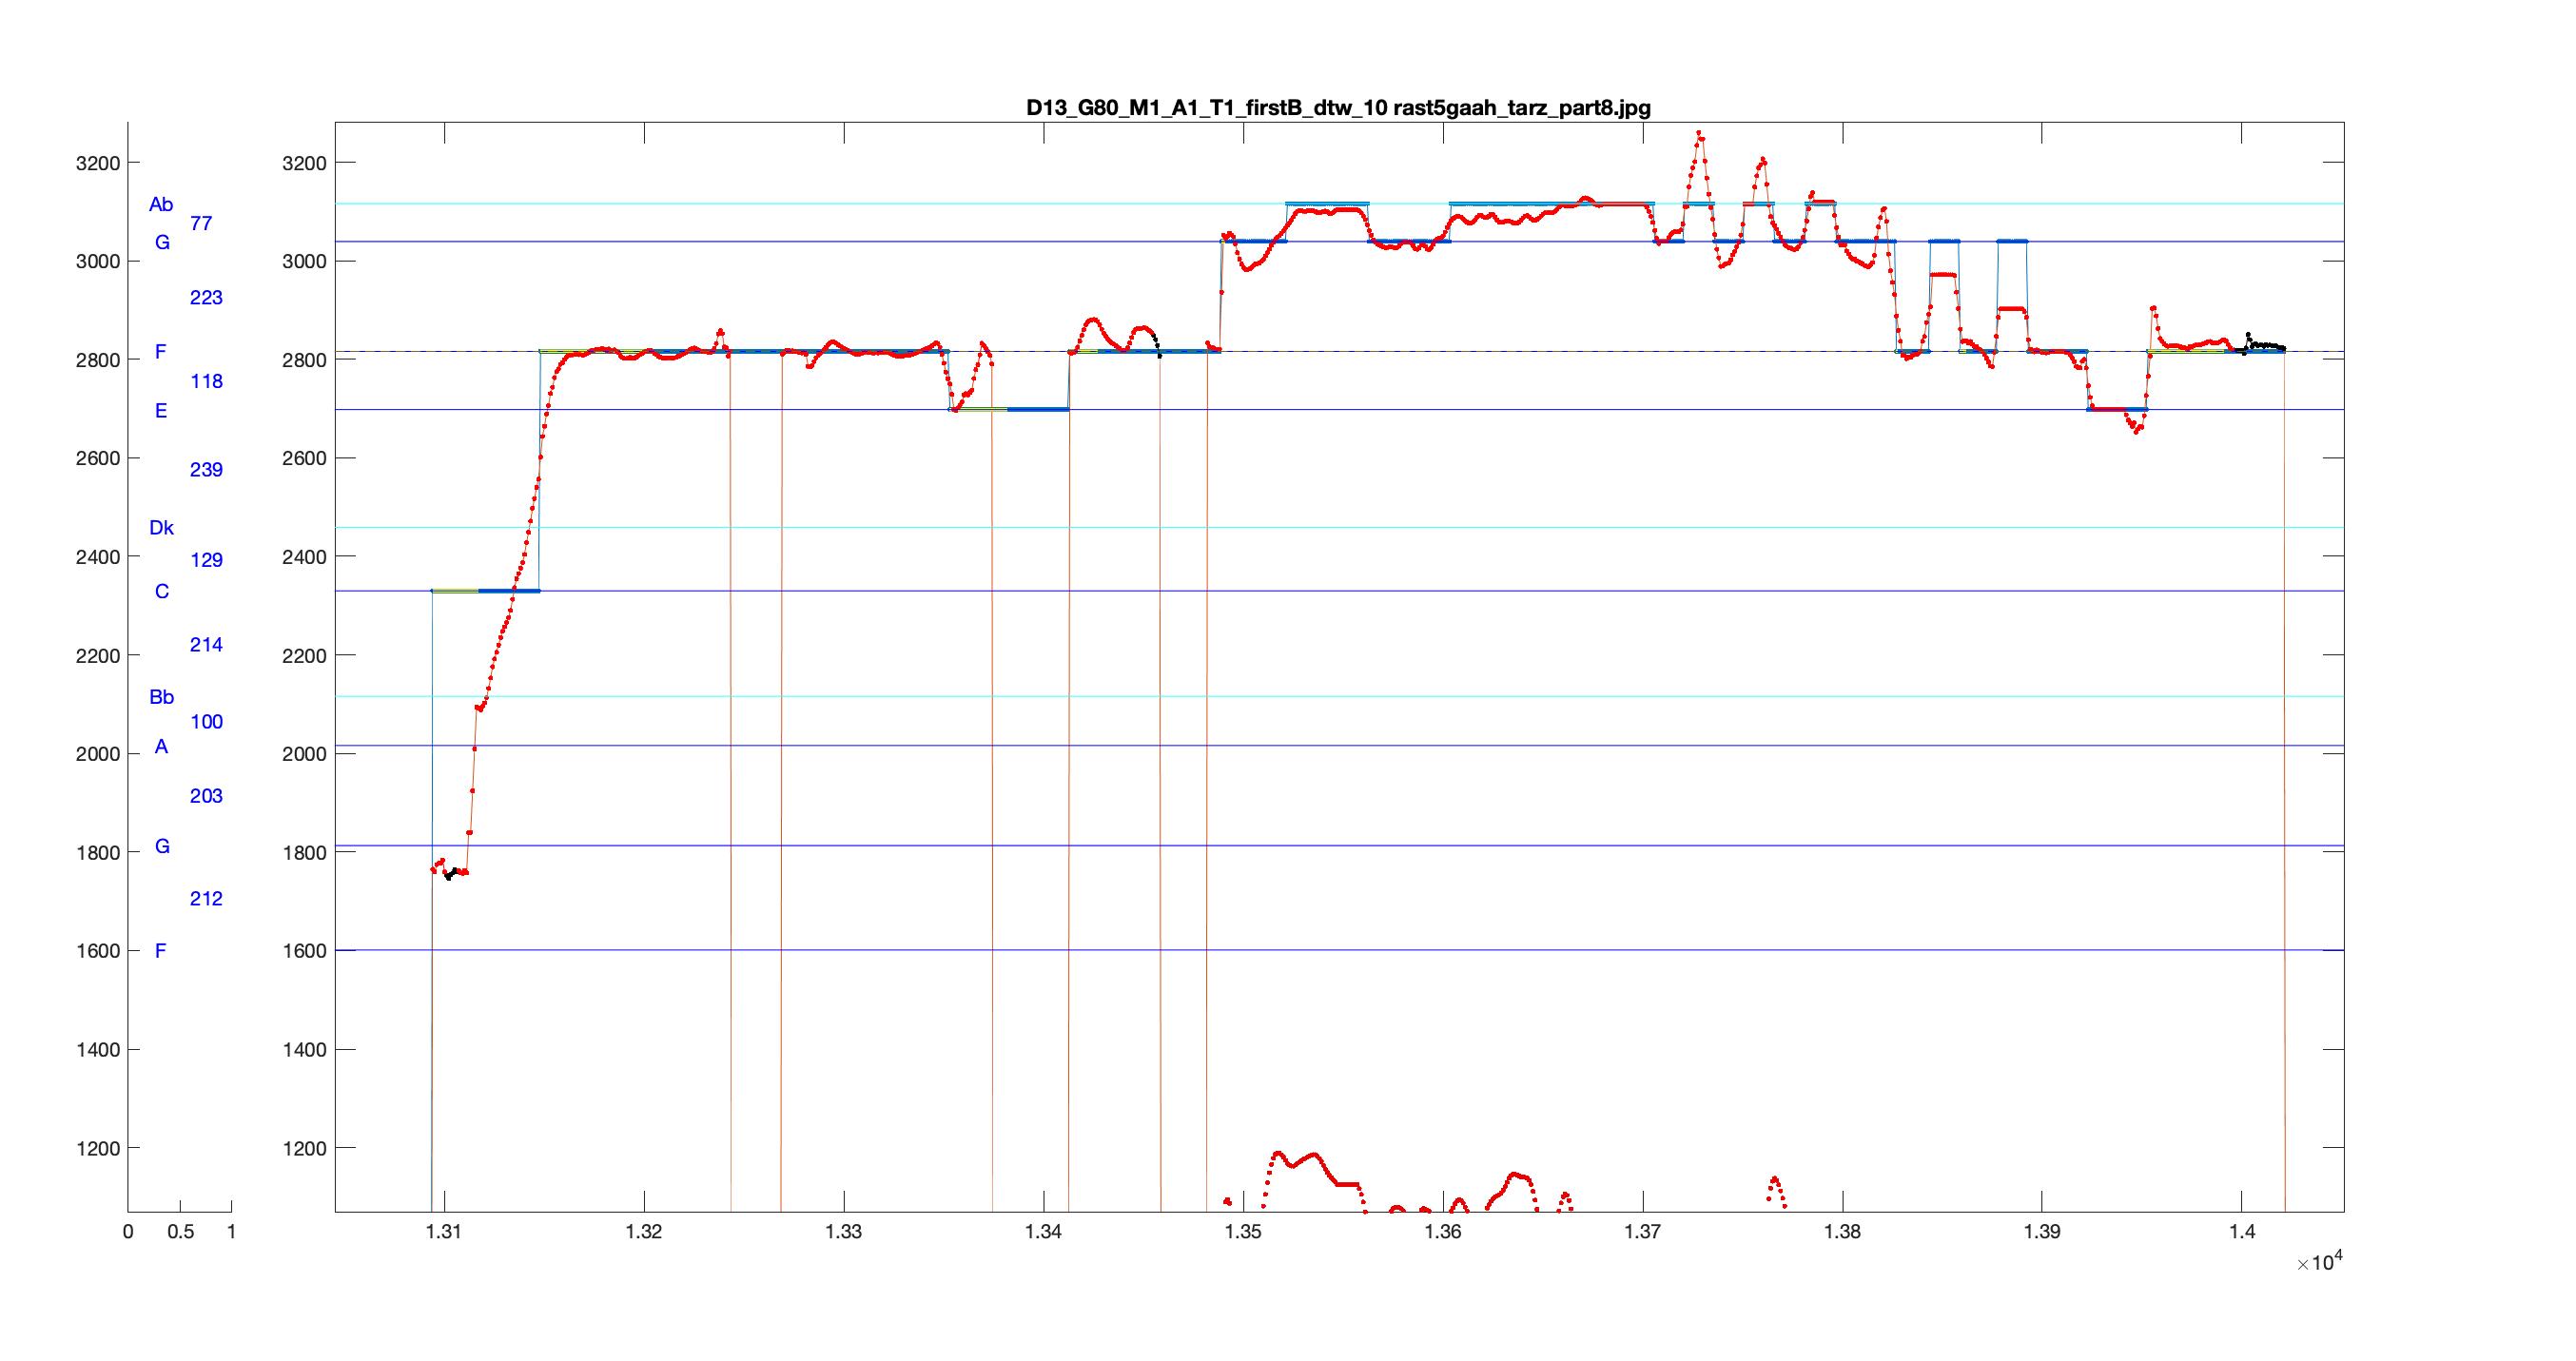 D13_G80_M1_A1_T1_firstB_dtw_10 rast5gaah_tarz_part8.jpg
3200 3200
Ab
77
G
3000 3000
223
F
2800 2800
118
E
2600 2600
239
Dk
2400 2400
129
C
2200 2200
214
Bb
100
A
2000 2000
203
G
1800 1800
212
F
1600 1600
1400 1400
1200 1200
0 0.5 1 1.31 1.32 1.33 1.34 1.35 1.36 1.37 1.38 1.39 1.4
×10^4